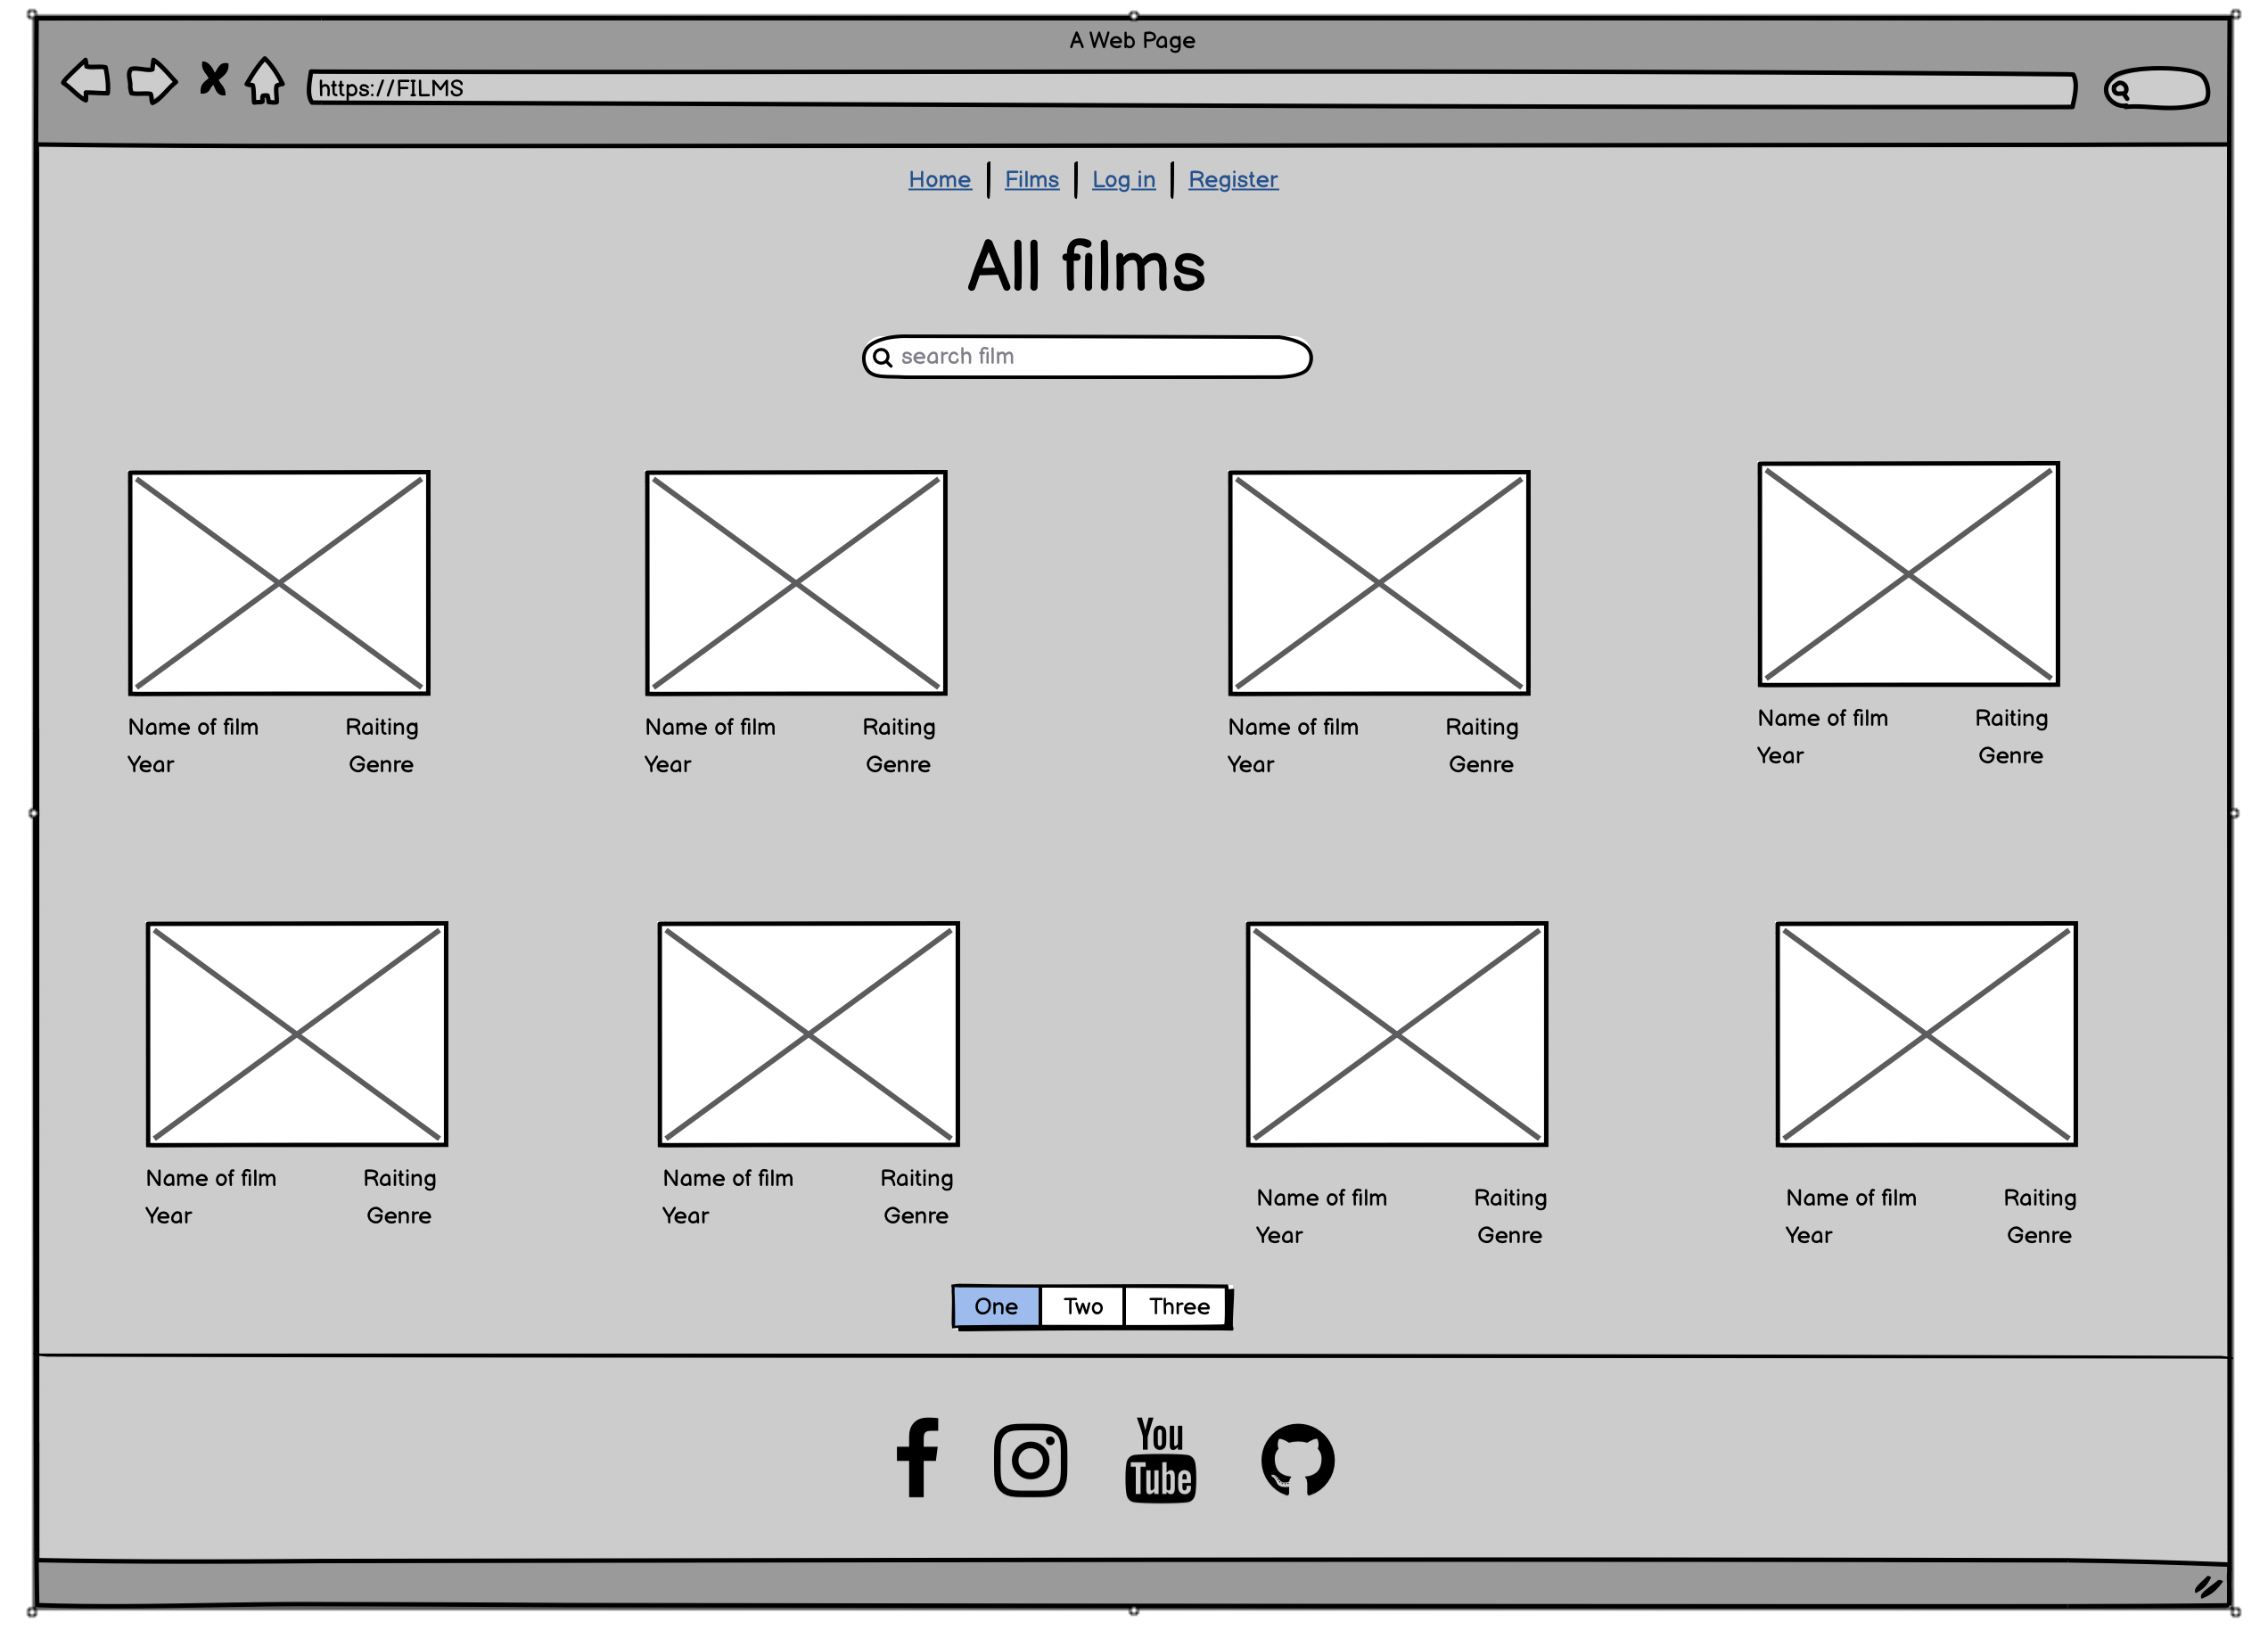 A Web Page
https://FILMS
Home Films Log in Register
All films
search film
Name of film Raiting Name of film Raiting Name of film Raiting Name of film Raiting
Year Genre Year Genre Year Genre Year Genre
Name of film Raiting Name of film Raiting Name of film Raiting Name of film Raiting
Year Genre Year Genre Year Genre Year Genre
One Two Three
You
Tube